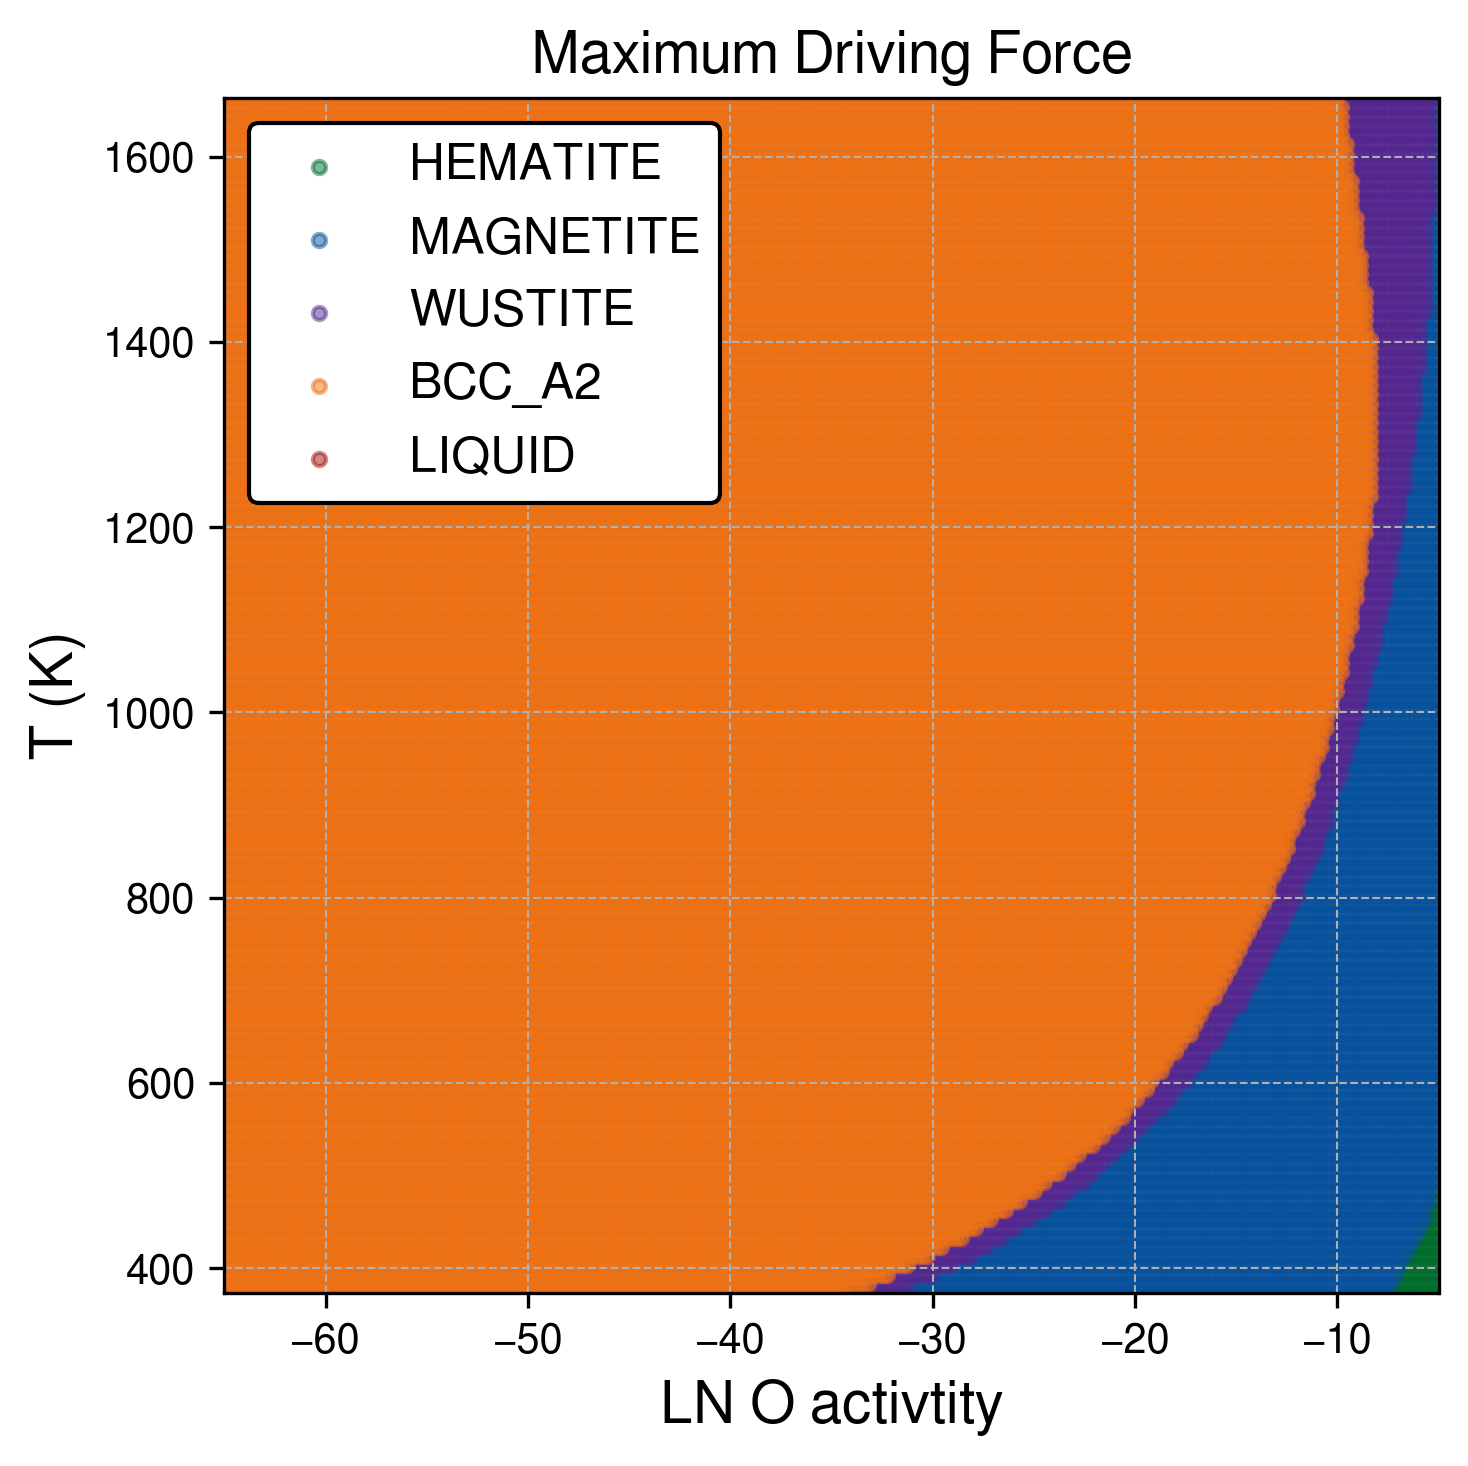 Maximum Driving Force
HEMATITE
MAGNETITE
WUSTITE
BCC_A2
LIQUID
1600
1400
1200
1000
800
600
400
T (K)
−60
−50
−40
−30
−20
−10
LN O activtity